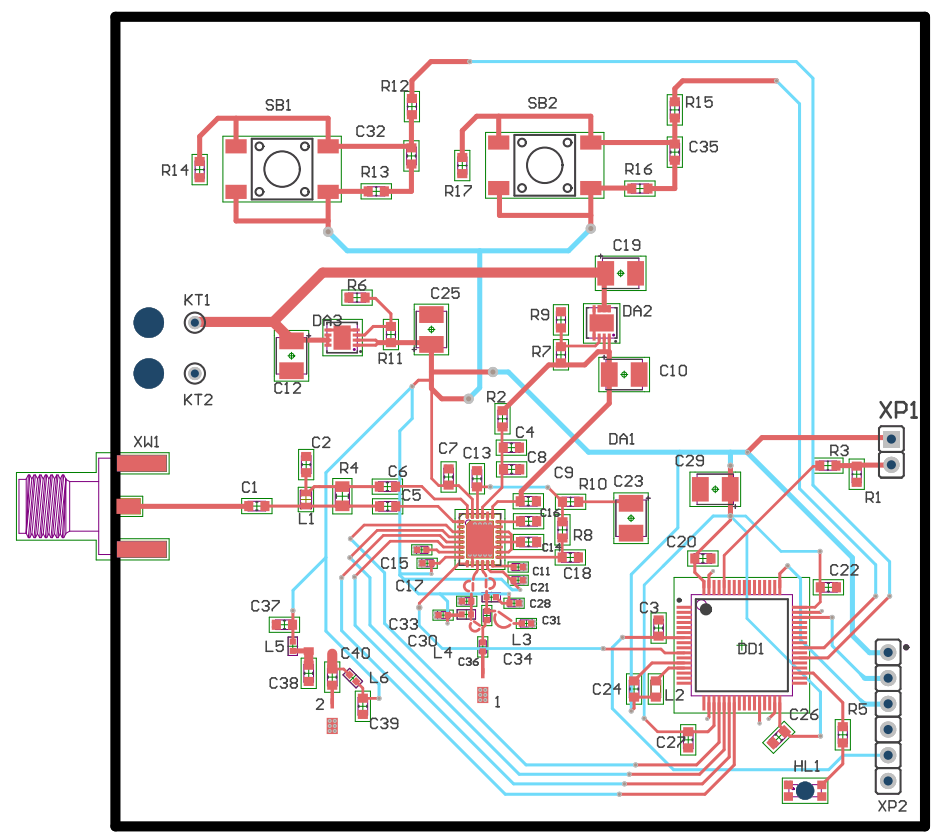 R12
R15
SB1
SB2
C32
C35
R14
R13
R17
R16
C19
R6
C25
KT1
DA3
R9
DA2
R11
R7
C12
C10
KT2
R2
XP1
XW1
C2
C7
C13
C4
DA1
R3
C8
R4
C6
C9
C29
R1
C1
L1
C5
R10
C23
C16
R8
C14
C15
C18
C20
C11
C17
C21
C22
C37
C28
C3
C33
C31
C30
L3
L5
L4
C34
DD1
C36
C40
C38
L6
C24
L2
2
1
C39
R5
C26
C27
HL1
XP2